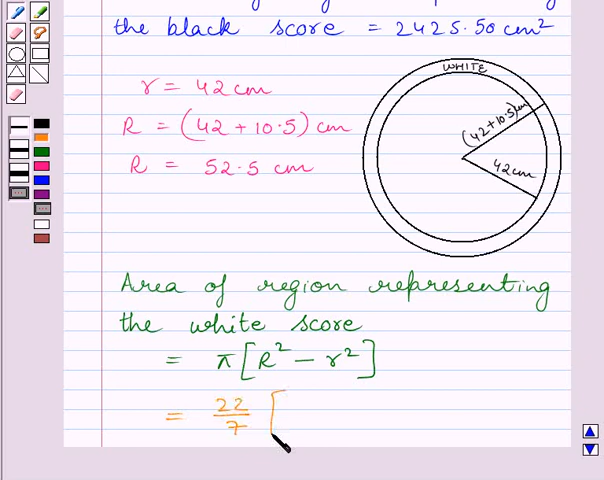 the black score = 2425.50 cm²
r = 42 cm
R = (42 + 10.5) cm
R = 52.5 cm
WHITE
(42+10.5) cm
42cm
Area of region representing
the white score
= π[R² − r²]
= 22/7 [